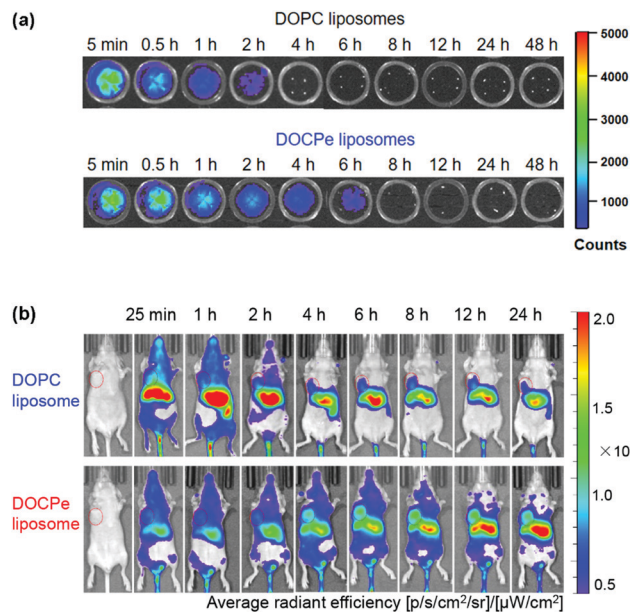 (a)
DOPC liposomes
5 min 0.5 h 1 h 2 h 4 h 6 h 8 h 12 h 24 h 48 h
DOCPe liposomes
5 min 0.5 h 1 h 2 h 4 h 6 h 8 h 12 h 24 h 48 h
5000
4000
3000
2000
1000
Counts
(b)
25 min 1 h 2 h 4 h 6 h 8 h 12 h 24 h
DOPC
liposome
DOCPe
liposome
2.0
1.5
×10
1.0
0.5
Average radiant efficiency [p/s/cm²/sr]/[µW/cm²]